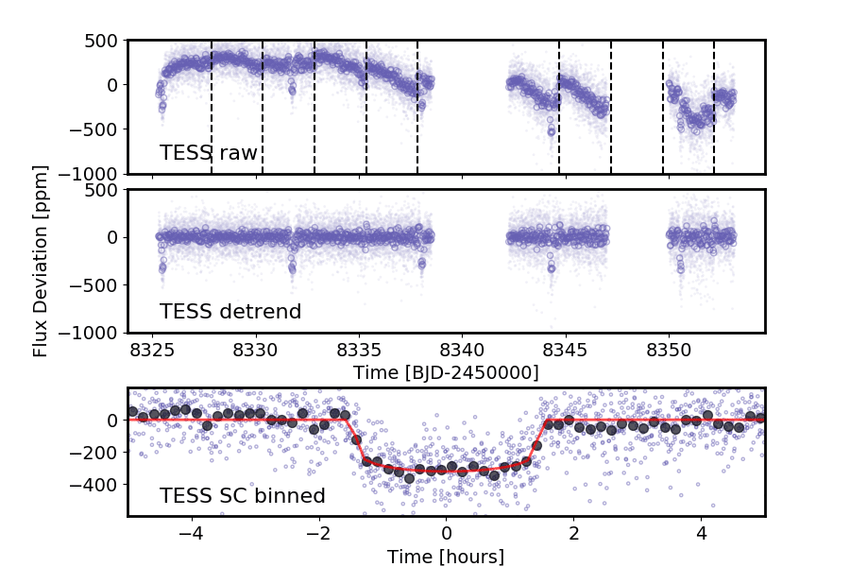 500
0
−500
−1000
TESS raw
500
0
−500
−1000
TESS detrend
Flux Deviation [ppm]
8325 8330 8335 8340 8345 8350
Time [BJD-2450000]
0
−200
−400
TESS SC binned
−4 −2 0 2 4
Time [hours]